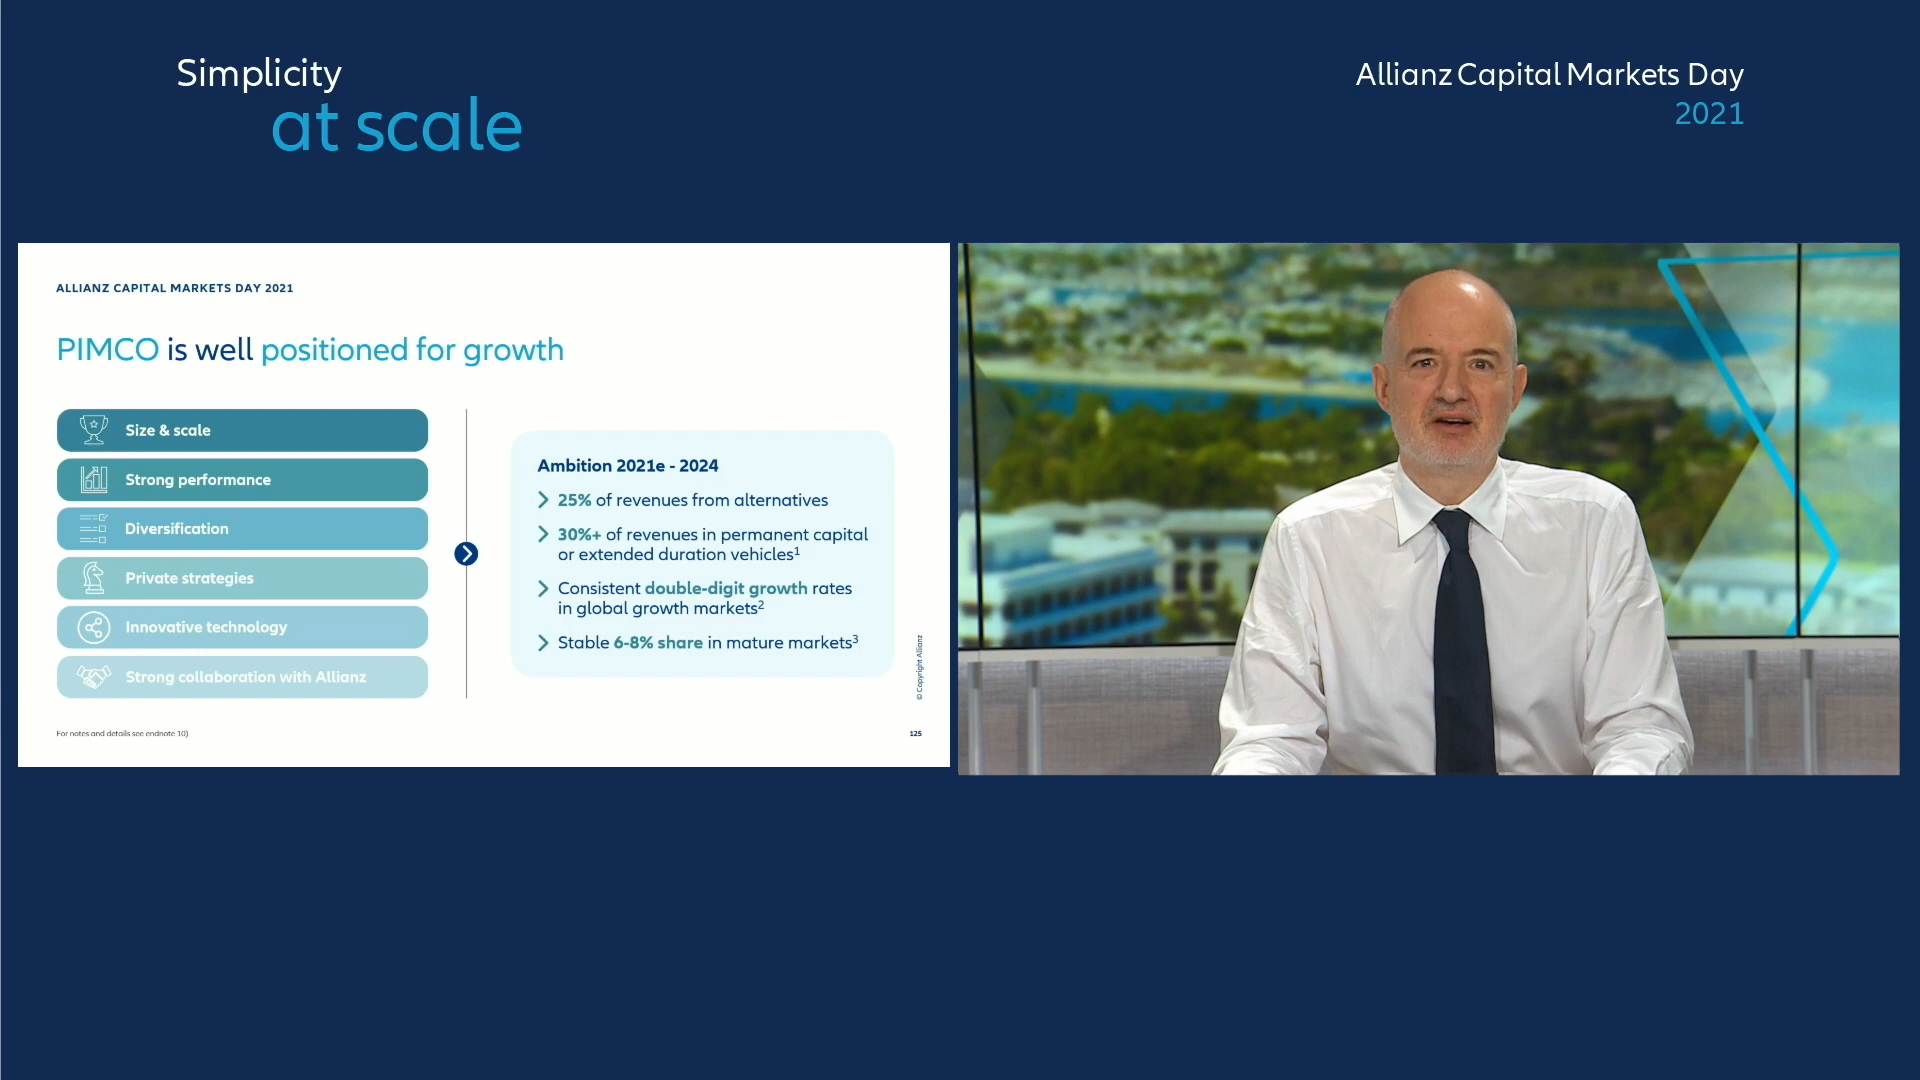 Simplicity
at scale
Allianz Capital Markets Day
2021
ALLIANZ CAPITAL MARKETS DAY 2021
PIMCO is well positioned for growth
Size & scale
Strong performance
Diversification
Private strategies
Innovative technology
Strong collaboration with Allianz
Ambition 2021e - 2024
25% of revenues from alternatives
30%+ of revenues in permanent capital
or extended duration vehicles¹
Consistent double-digit growth rates
in global growth markets²
Stable 6-8% share in mature markets³
© Copyright Allianz
For notes and details see endnote 10)
125